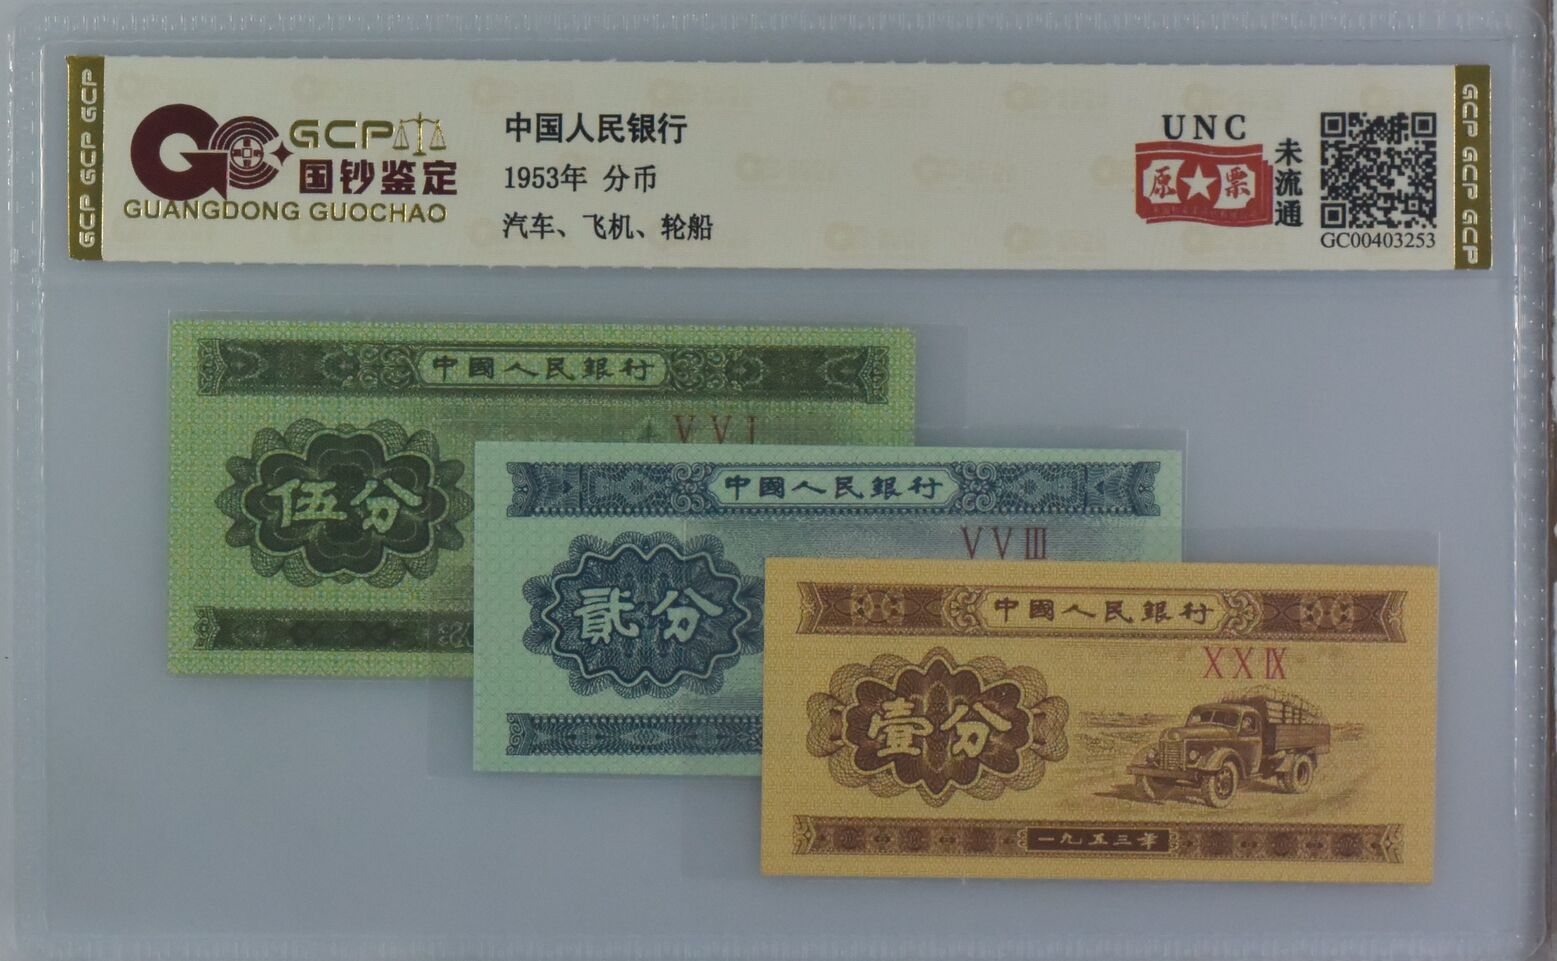 GCP GCP GCP
GCP
国钞鉴定
GUANGDONG GUOCHAO
中国人民银行
1953年 分币
汽车、飞机、轮船
UNC
原票
未流通
GC00403253
GCP GCP GCP
中國人民銀行
V V I
伍分
中國人民銀行
V V III
貳分
中國人民銀行
X X IX
壹分
一九五三年